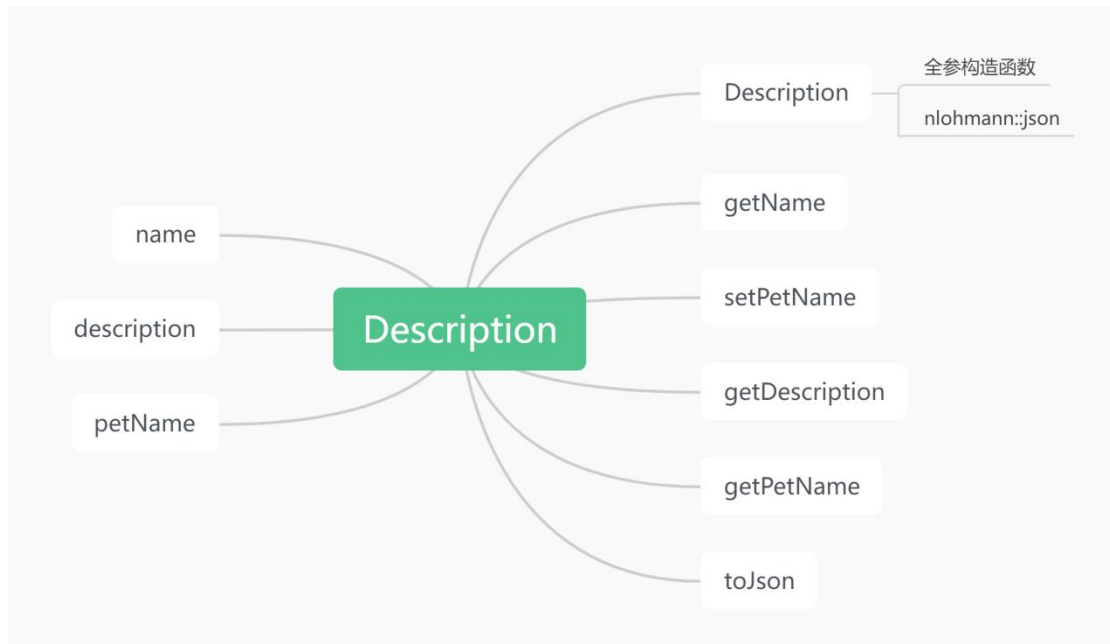 name
description
petName
Description
Description
全参构造函数
nlohmann::json
getName
setPetName
getDescription
getPetName
toJson